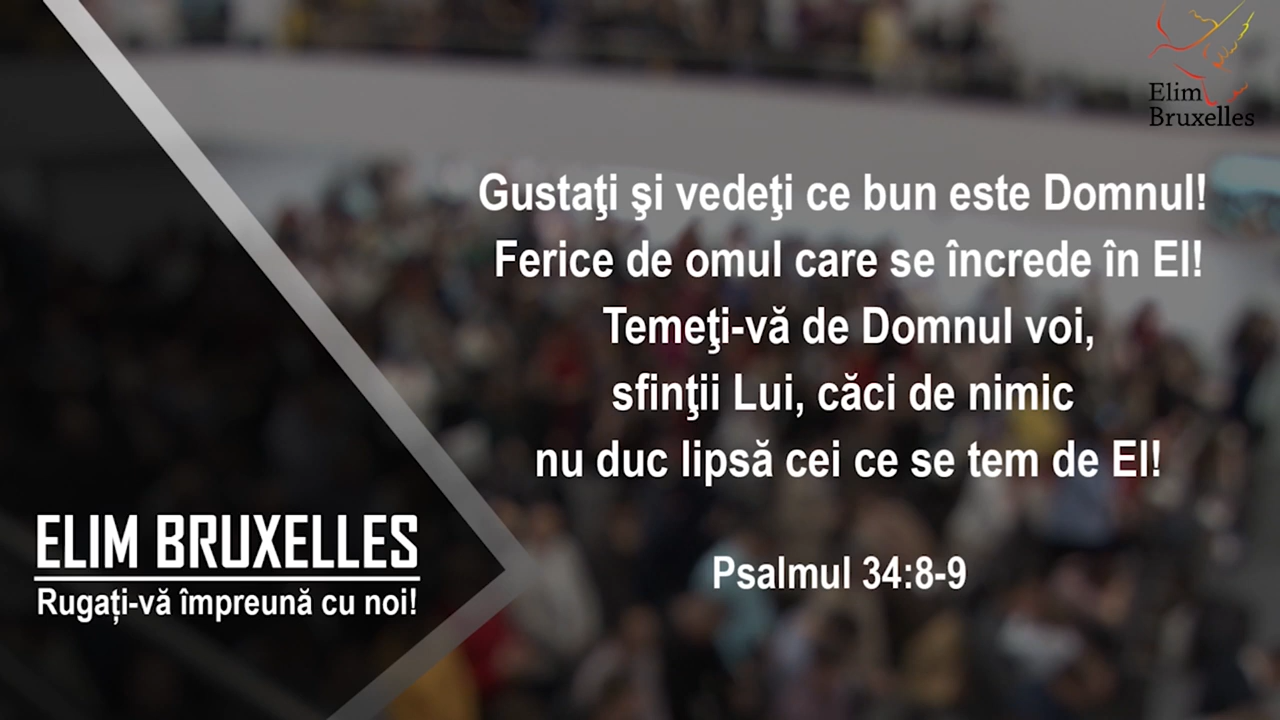 Elim
Bruxelles
Gustaţi şi vedeţi ce bun este Domnul!
Ferice de omul care se încrede în El!
Temeţi-vă de Domnul voi,
sfinţii Lui, căci de nimic
nu duc lipsă cei ce se tem de El!
Psalmul 34:8-9
ELIM BRUXELLES
Rugați-vă împreună cu noi!